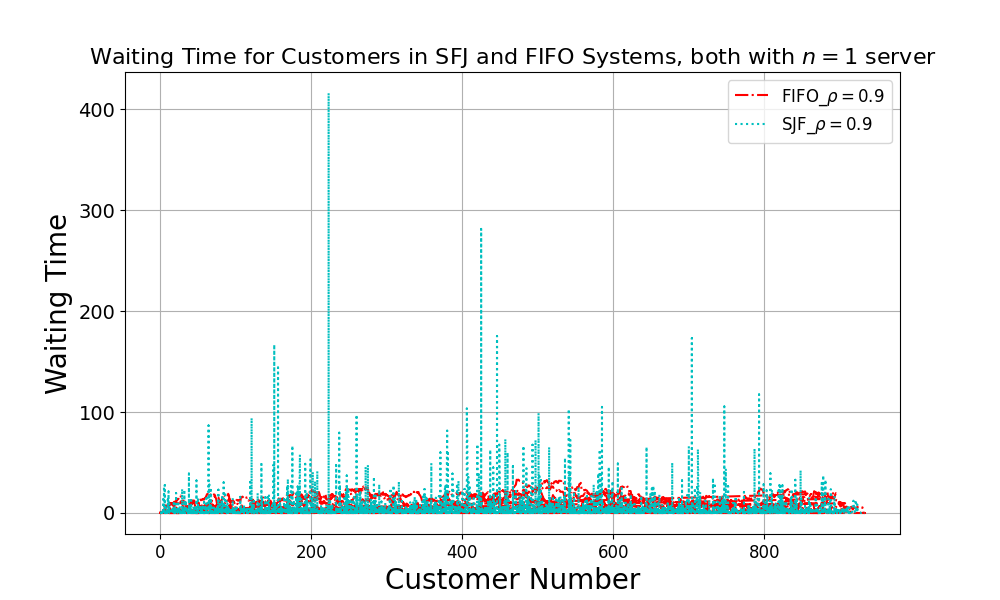 Waiting Time for Customers in SFJ and FIFO Systems, both with n = 1 server
FIFO_ρ = 0.9
SJF_ρ = 0.9
400
300
200
100
0
Waiting Time
0 200 400 600 800
Customer Number